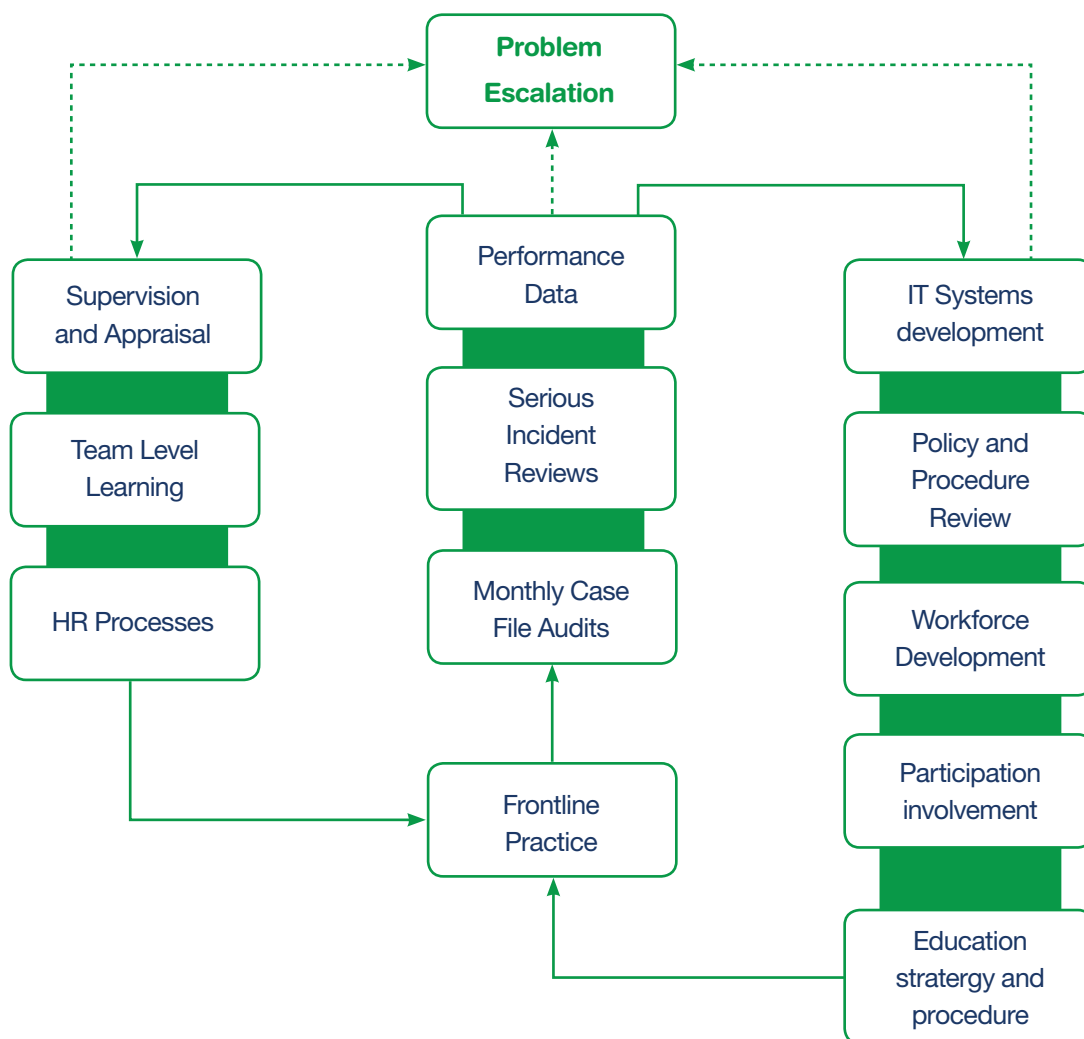 Problem
Escalation
Performance
Data
Supervision
and Appraisal
IT Systems
development
Serious
Incident
Reviews
Team Level
Learning
Policy and
Procedure
Review
HR Processes
Monthly Case
File Audits
Workforce
Development
Participation
involvement
Frontline
Practice
Education
stratergy and
procedure